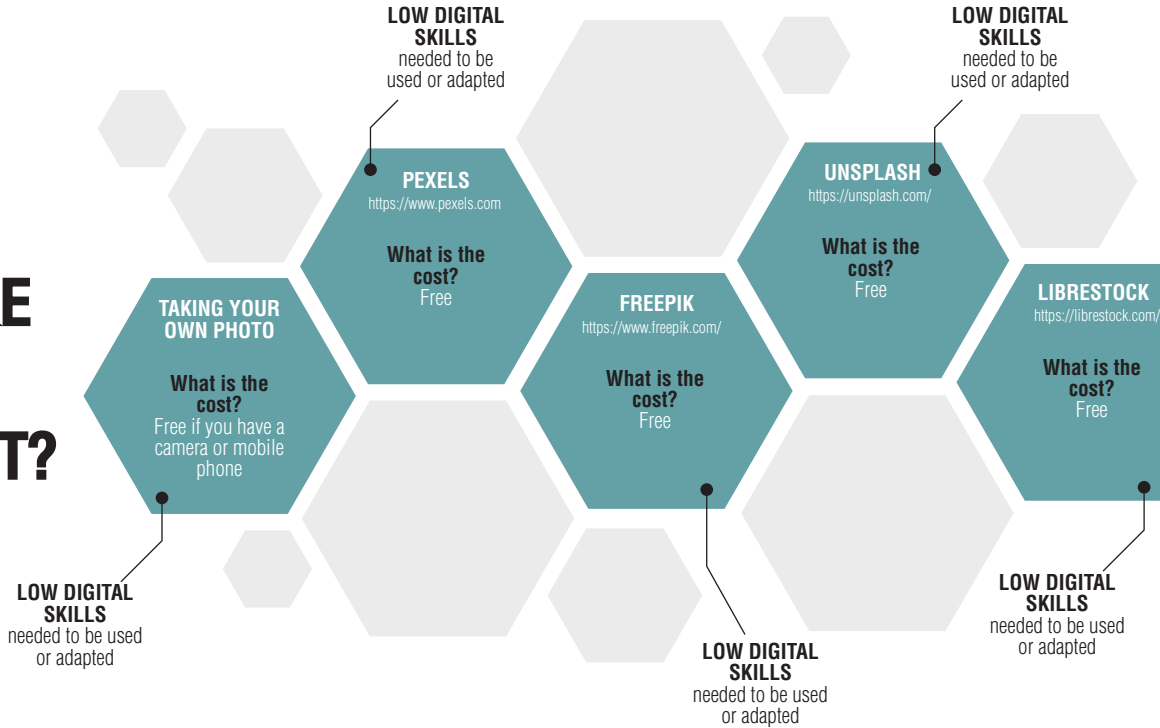 E
T?
TAKING YOUR
OWN PHOTO
What is the
cost?
Free if you have a
camera or mobile
phone
LOW DIGITAL
SKILLS
needed to be used
or adapted
LOW DIGITAL
SKILLS
needed to be
used or adapted
PEXELS
https://www.pexels.com
What is the
cost?
Free
FREEPIK
https://www.freepik.com/
What is the
cost?
Free
LOW DIGITAL
SKILLS
needed to be used
or adapted
LOW DIGITAL
SKILLS
needed to be
used or adapted
UNSPLASH
https://unsplash.com/
What is the
cost?
Free
LIBRESTOCK
https://librestock.com/
What is the
cost?
Free
LOW DIGITAL
SKILLS
needed to be used
or adapted